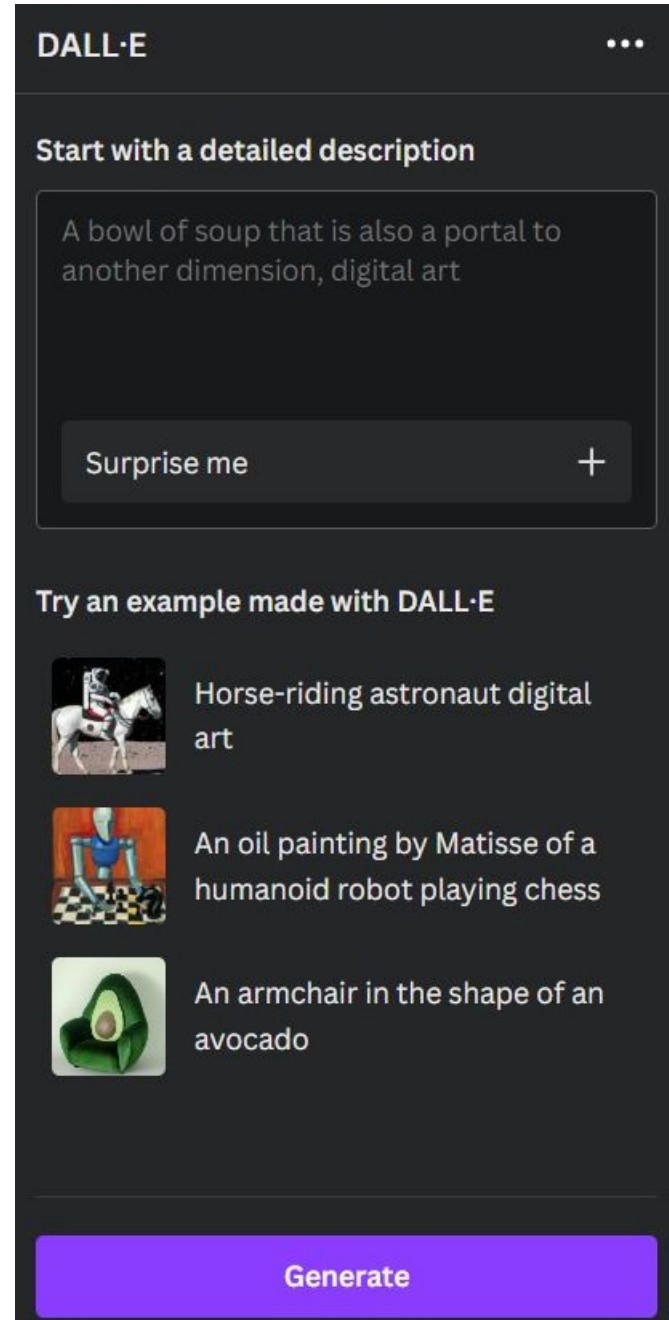 DALL·E
Start with a detailed description
A bowl of soup that is also a portal to
another dimension, digital art
Surprise me
Try an example made with DALL·E
Horse-riding astronaut digital
art
An oil painting by Matisse of a
humanoid robot playing chess
An armchair in the shape of an
avocado
Generate